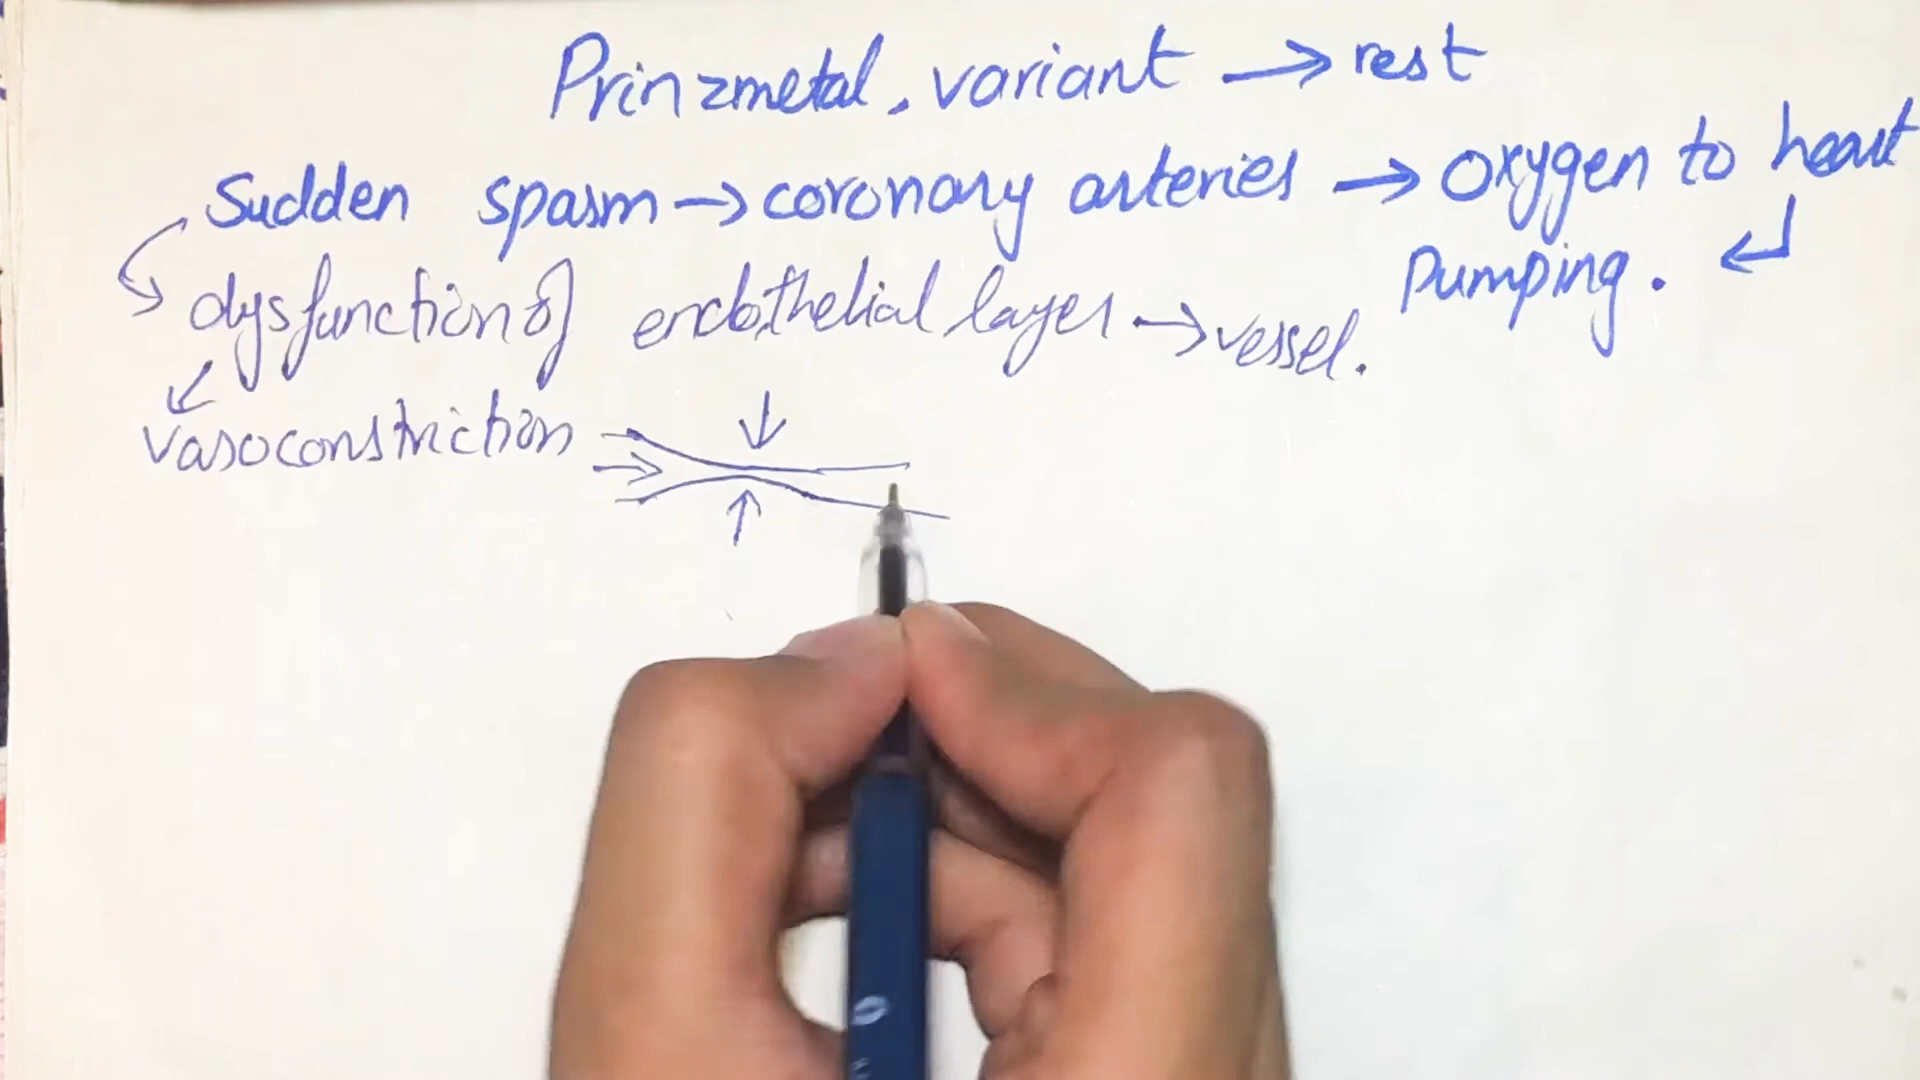 Prinzmetal. variant → rest
Sudden spasm → coronary arteries → oxygen to heart
pumping.
dysfunction of endothelial layer → vessel.
vasoconstriction